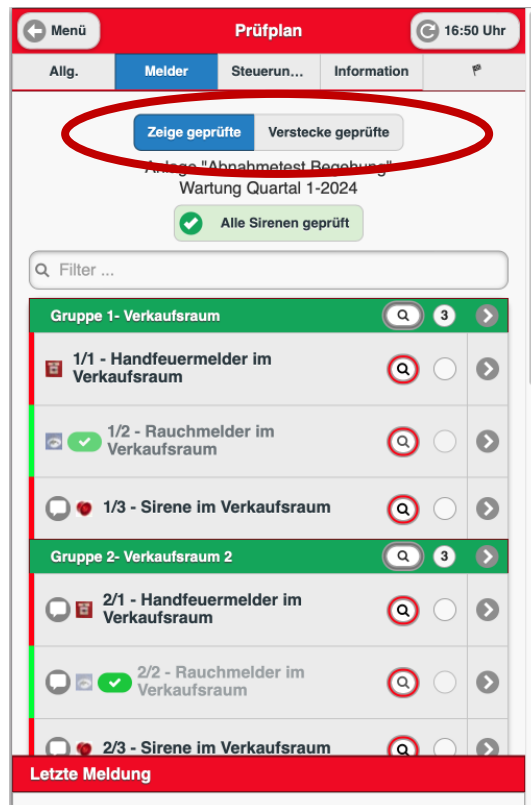 Menü
Prüfplan
16:50 Uhr
Allg.
Melder
Steuerun...
Information
Zeige geprüfte
Verstecke geprüfte
Anlage "Abnahmetest Begehung"
Wartung Quartal 1-2024
Alle Sirenen geprüft
Filter ...
Gruppe 1- Verkaufsraum
3
1/1 - Handfeuermelder im
Verkaufsraum
1/2 - Rauchmelder im
Verkaufsraum
1/3 - Sirene im Verkaufsraum
Gruppe 2- Verkaufsraum 2
3
2/1 - Handfeuermelder im
Verkaufsraum
2/2 - Rauchmelder im
Verkaufsraum
2/3 - Sirene im Verkaufsraum
Letzte Meldung